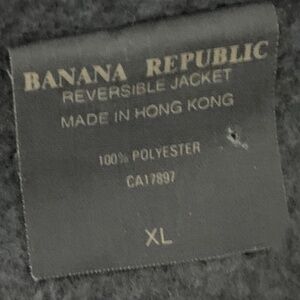 BANANA REPUBLIC
REVERSIBLE JACKET
MADE IN HONG KONG
100% POLYESTER
CA17897
XL